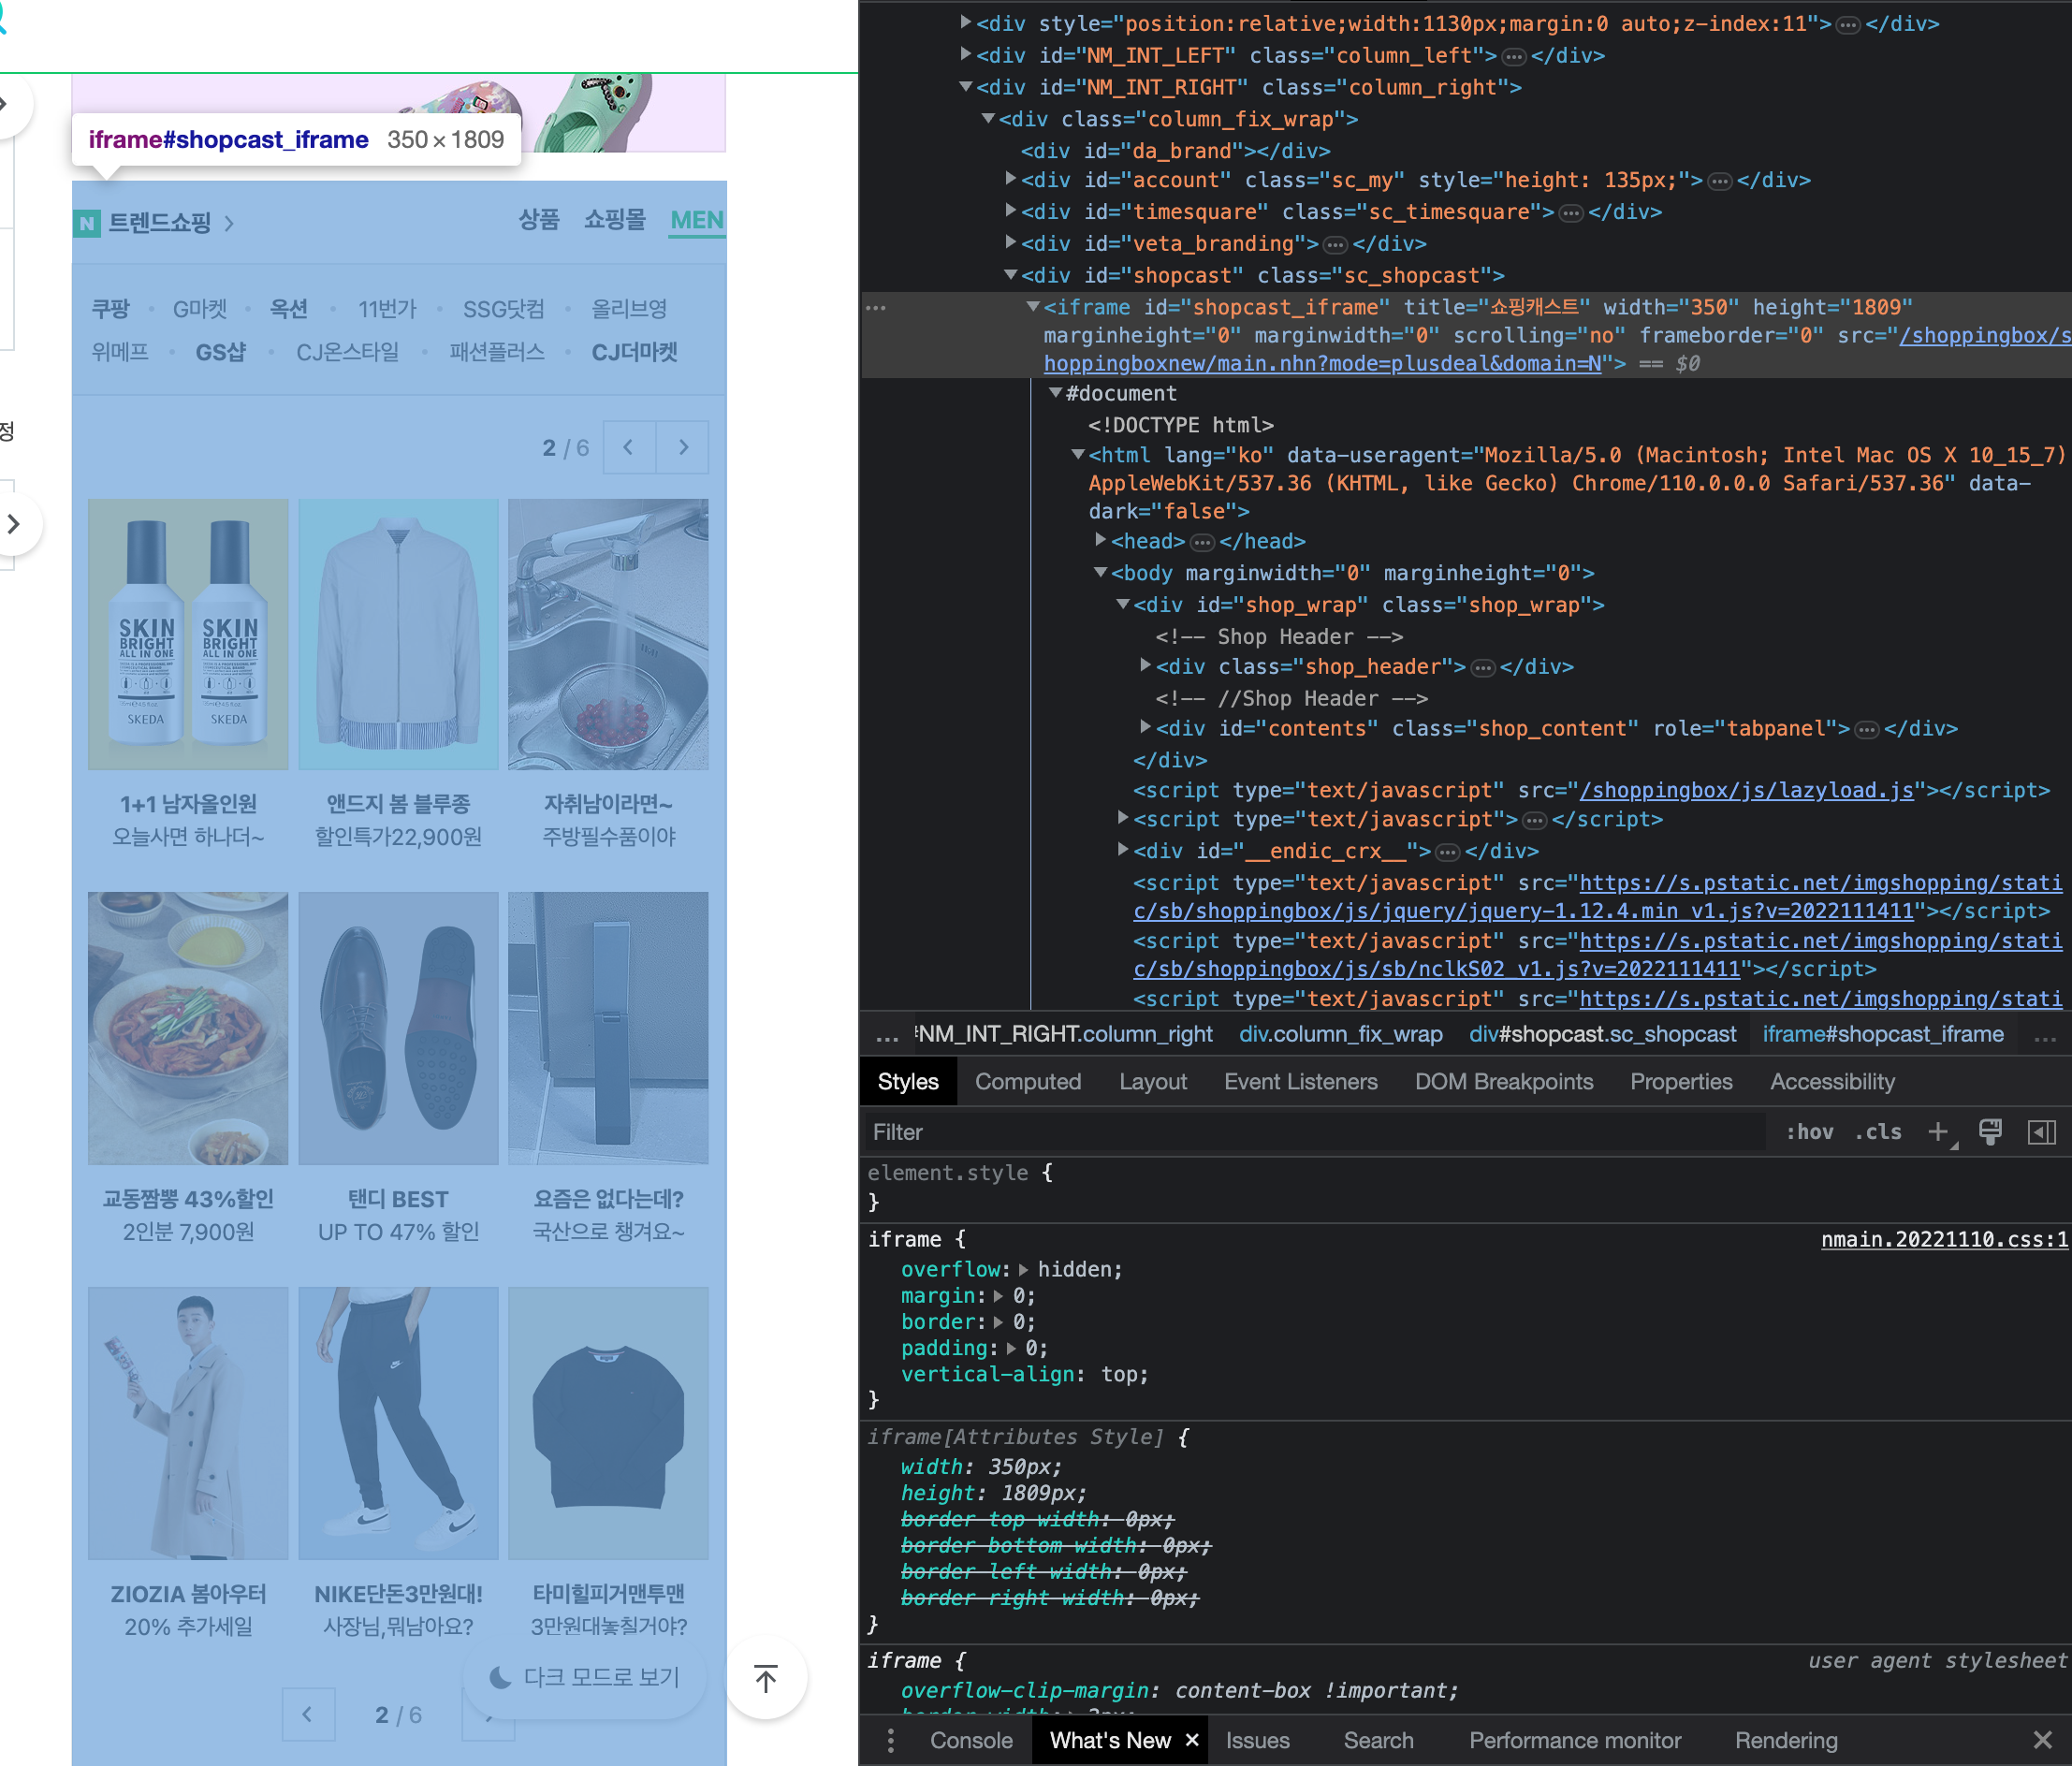 iframe#shopcast_iframe 350 × 1809
N 트렌드쇼핑 >
상품 쇼핑몰 MEN
쿠팡 · G마켓 · 옥션 · 11번가 · SSG닷컴 · 올리브영
위메프 · GS샵 · CJ온스타일 · 패션플러스 · CJ더마켓
정
2 / 6 < >
SKIN BRIGHT ALL IN ONE SKEDA
SKIN BRIGHT ALL IN ONE SKEDA
1+1 남자올인원
오늘사면 하나더~
앤드지 봄 블루종
할인특가22,900원
자취남이라면~
주방필수품이야
교동짬뽕 43%할인
2인분 7,900원
탠디 BEST
UP TO 47% 할인
요즘은 없다는데?
국산으로 챙겨요~
ZIOZIA 봄아우터
20% 추가세일
NIKE단돈3만원대!
사장님,뭐남아요?
타미힐피거맨투맨
3만원대놓칠거야?
다크 모드로 보기
< 2 / 6 >
<div style="position:relative;width:1130px;margin:0 auto;z-index:11">…</div>
<div id="NM_INT_LEFT" class="column_left">…</div>
<div id="NM_INT_RIGHT" class="column_right">
<div class="column_fix_wrap">
<div id="da_brand"></div>
<div id="account" class="sc_my" style="height: 135px;">…</div>
<div id="timesquare" class="sc_timesquare">…</div>
<div id="veta_branding">…</div>
<div id="shopcast" class="sc_shopcast">
… <iframe id="shopcast_iframe" title="쇼핑캐스트" width="350" height="1809"
marginheight="0" marginwidth="0" scrolling="no" frameborder="0" src="/shoppingbox/s
hoppingboxnew/main.nhn?mode=plusdeal&domain=N"> == $0
#document
<!DOCTYPE html>
<html lang="ko" data-useragent="Mozilla/5.0 (Macintosh; Intel Mac OS X 10_15_7)
AppleWebKit/537.36 (KHTML, like Gecko) Chrome/110.0.0.0 Safari/537.36" data-
dark="false">
<head>…</head>
<body marginwidth="0" marginheight="0">
<div id="shop_wrap" class="shop_wrap">
<!-- Shop Header -->
<div class="shop_header">…</div>
<!-- //Shop Header -->
<div id="contents" class="shop_content" role="tabpanel">…</div>
</div>
<script type="text/javascript" src="/shoppingbox/js/lazyload.js"></script>
<script type="text/javascript">…</script>
<div id="__endic_crx__">…</div>
<script type="text/javascript" src="https://s.pstatic.net/imgshopping/stati
c/sb/shoppingbox/js/jquery/jquery-1.12.4.min_v1.js?v=2022111411"></script>
<script type="text/javascript" src="https://s.pstatic.net/imgshopping/stati
c/sb/shoppingbox/js/sb/nclkS02_v1.js?v=2022111411"></script>
<script type="text/javascript" src="https://s.pstatic.net/imgshopping/stati
… #NM_INT_RIGHT.column_right div.column_fix_wrap div#shopcast.sc_shopcast iframe#shopcast_iframe …
Styles Computed Layout Event Listeners DOM Breakpoints Properties Accessibility
Filter :hov .cls +
element.style {
}
iframe { nmain.20221110.css:1
overflow: hidden;
margin: 0;
border: 0;
padding: 0;
vertical-align: top;
}
iframe[Attributes Style] {
width: 350px;
height: 1809px;
border-top-width: 0px;
border-bottom-width: 0px;
border-left-width: 0px;
border-right-width: 0px;
}
iframe { user agent stylesheet
overflow-clip-margin: content-box !important;
border-width: 2px;
Console What's New × Issues Search Performance monitor Rendering ×